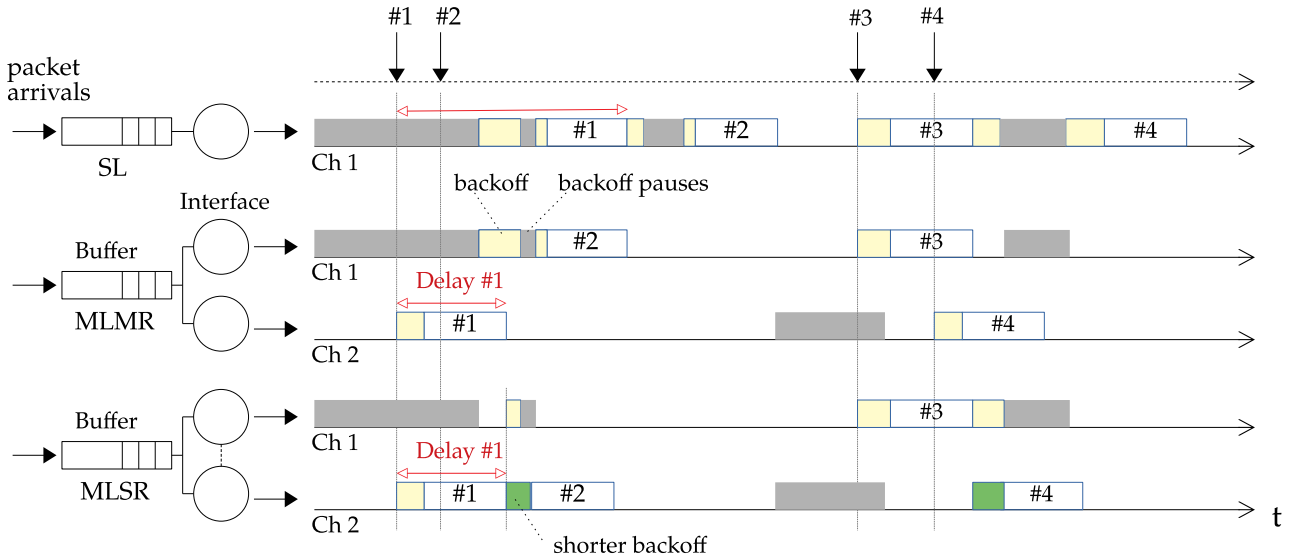 #1 #2 #3 #4
packet
arrivals
SL
#1 #2 #3 #4
Ch 1
backoff backoff pauses
Interface
Buffer
MLMR
#2 #3
Ch 1
Delay #1
#1 #4
Ch 2
Buffer
MLSR
#3
Ch 1
Delay #1
#1 #2 #4
Ch 2
t
shorter backoff